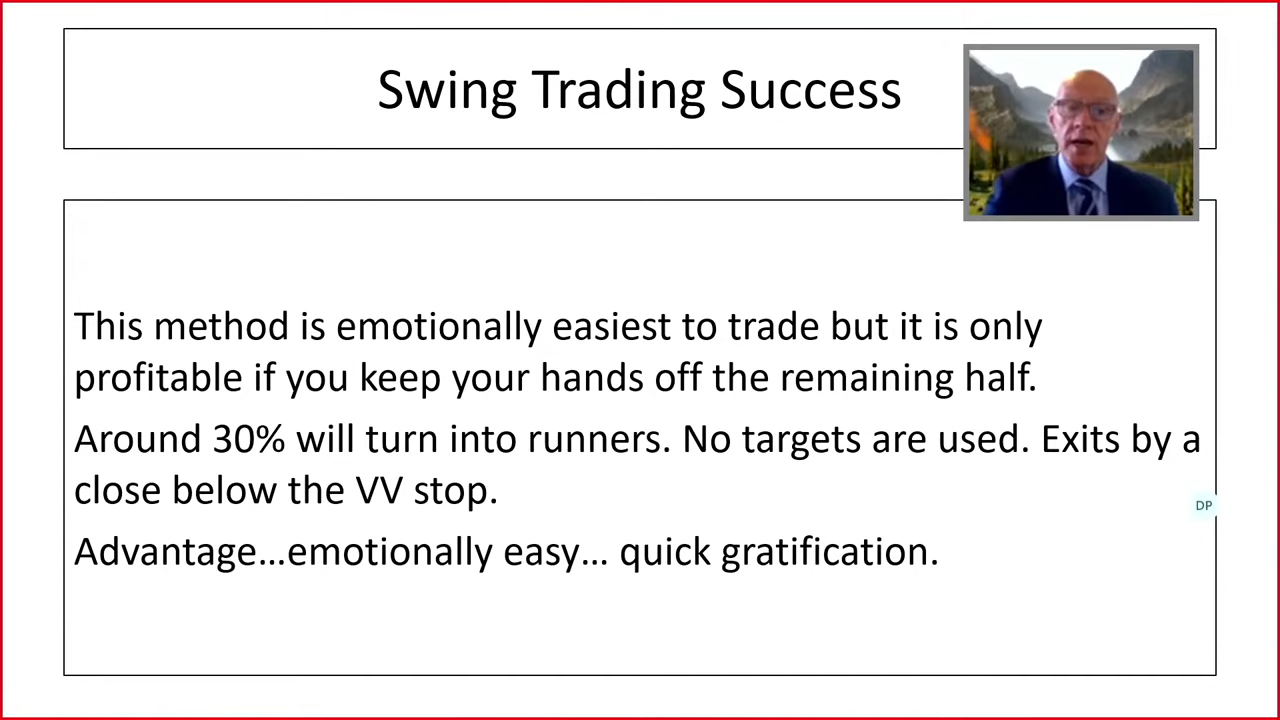 Swing Trading Success
This method is emotionally easiest to trade but it is only
profitable if you keep your hands off the remaining half.
Around 30% will turn into runners. No targets are used. Exits by a
close below the VV stop.
DP
Advantage...emotionally easy... quick gratification.